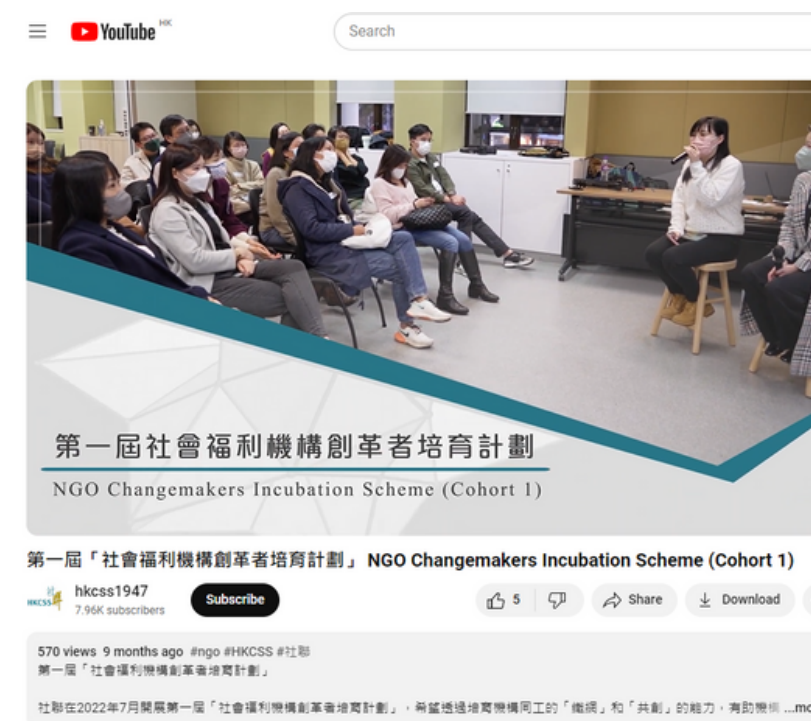 YouTube HK
Search
第一屆社會福利機構創革者培育計劃
NGO Changemakers Incubation Scheme (Cohort 1)
第一屆「社會福利機構創革者培育計劃」 NGO Changemakers Incubation Scheme (Cohort 1)
HKCSS
hkcss1947
7.96K subscribers
Subscribe
5
Share
Download
570 views 9 months ago #ngo #HKCSS #社聯
第一屆「社會福利機構創革者培育計劃」
社聯在2022年7月開展第一屆「社會福利機構創革者培育計劃」，希望透過培育機構同工的「織網」和「共創」的能力，有助機構 ...mo